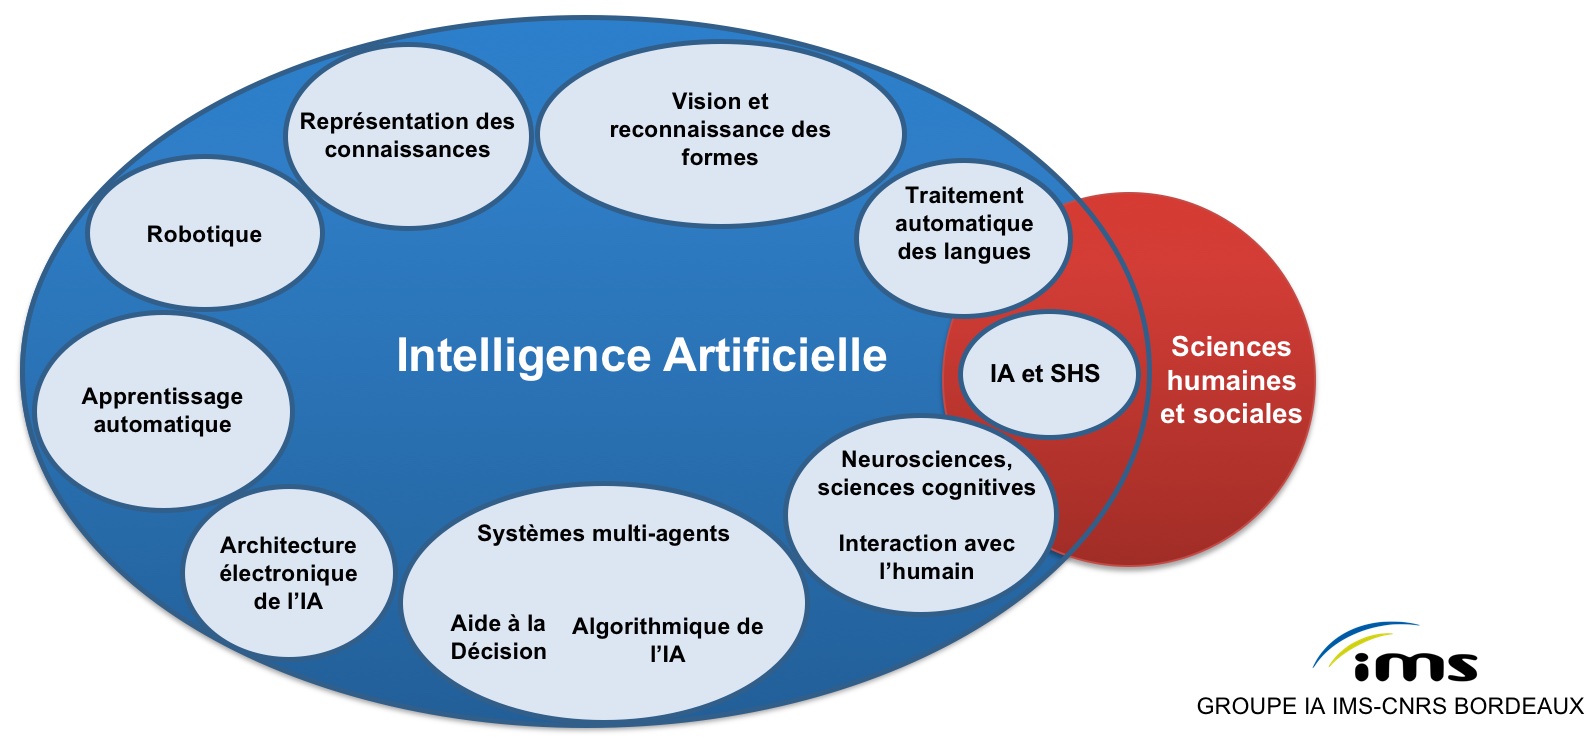 Représentation des
connaissances
Vision et
reconnaissance des
formes
Traitement
automatique
des langues
Robotique
Intelligence Artificielle
IA et SHS
Sciences
humaines
et sociales
Apprentissage
automatique
Neurosciences,
sciences cognitives
Interaction avec
l’humain
Architecture
électronique
de l’IA
Systèmes multi-agents
Aide à la
Décision
Algorithmique de
l’IA
ims
GROUPE IA IMS-CNRS BORDEAUX